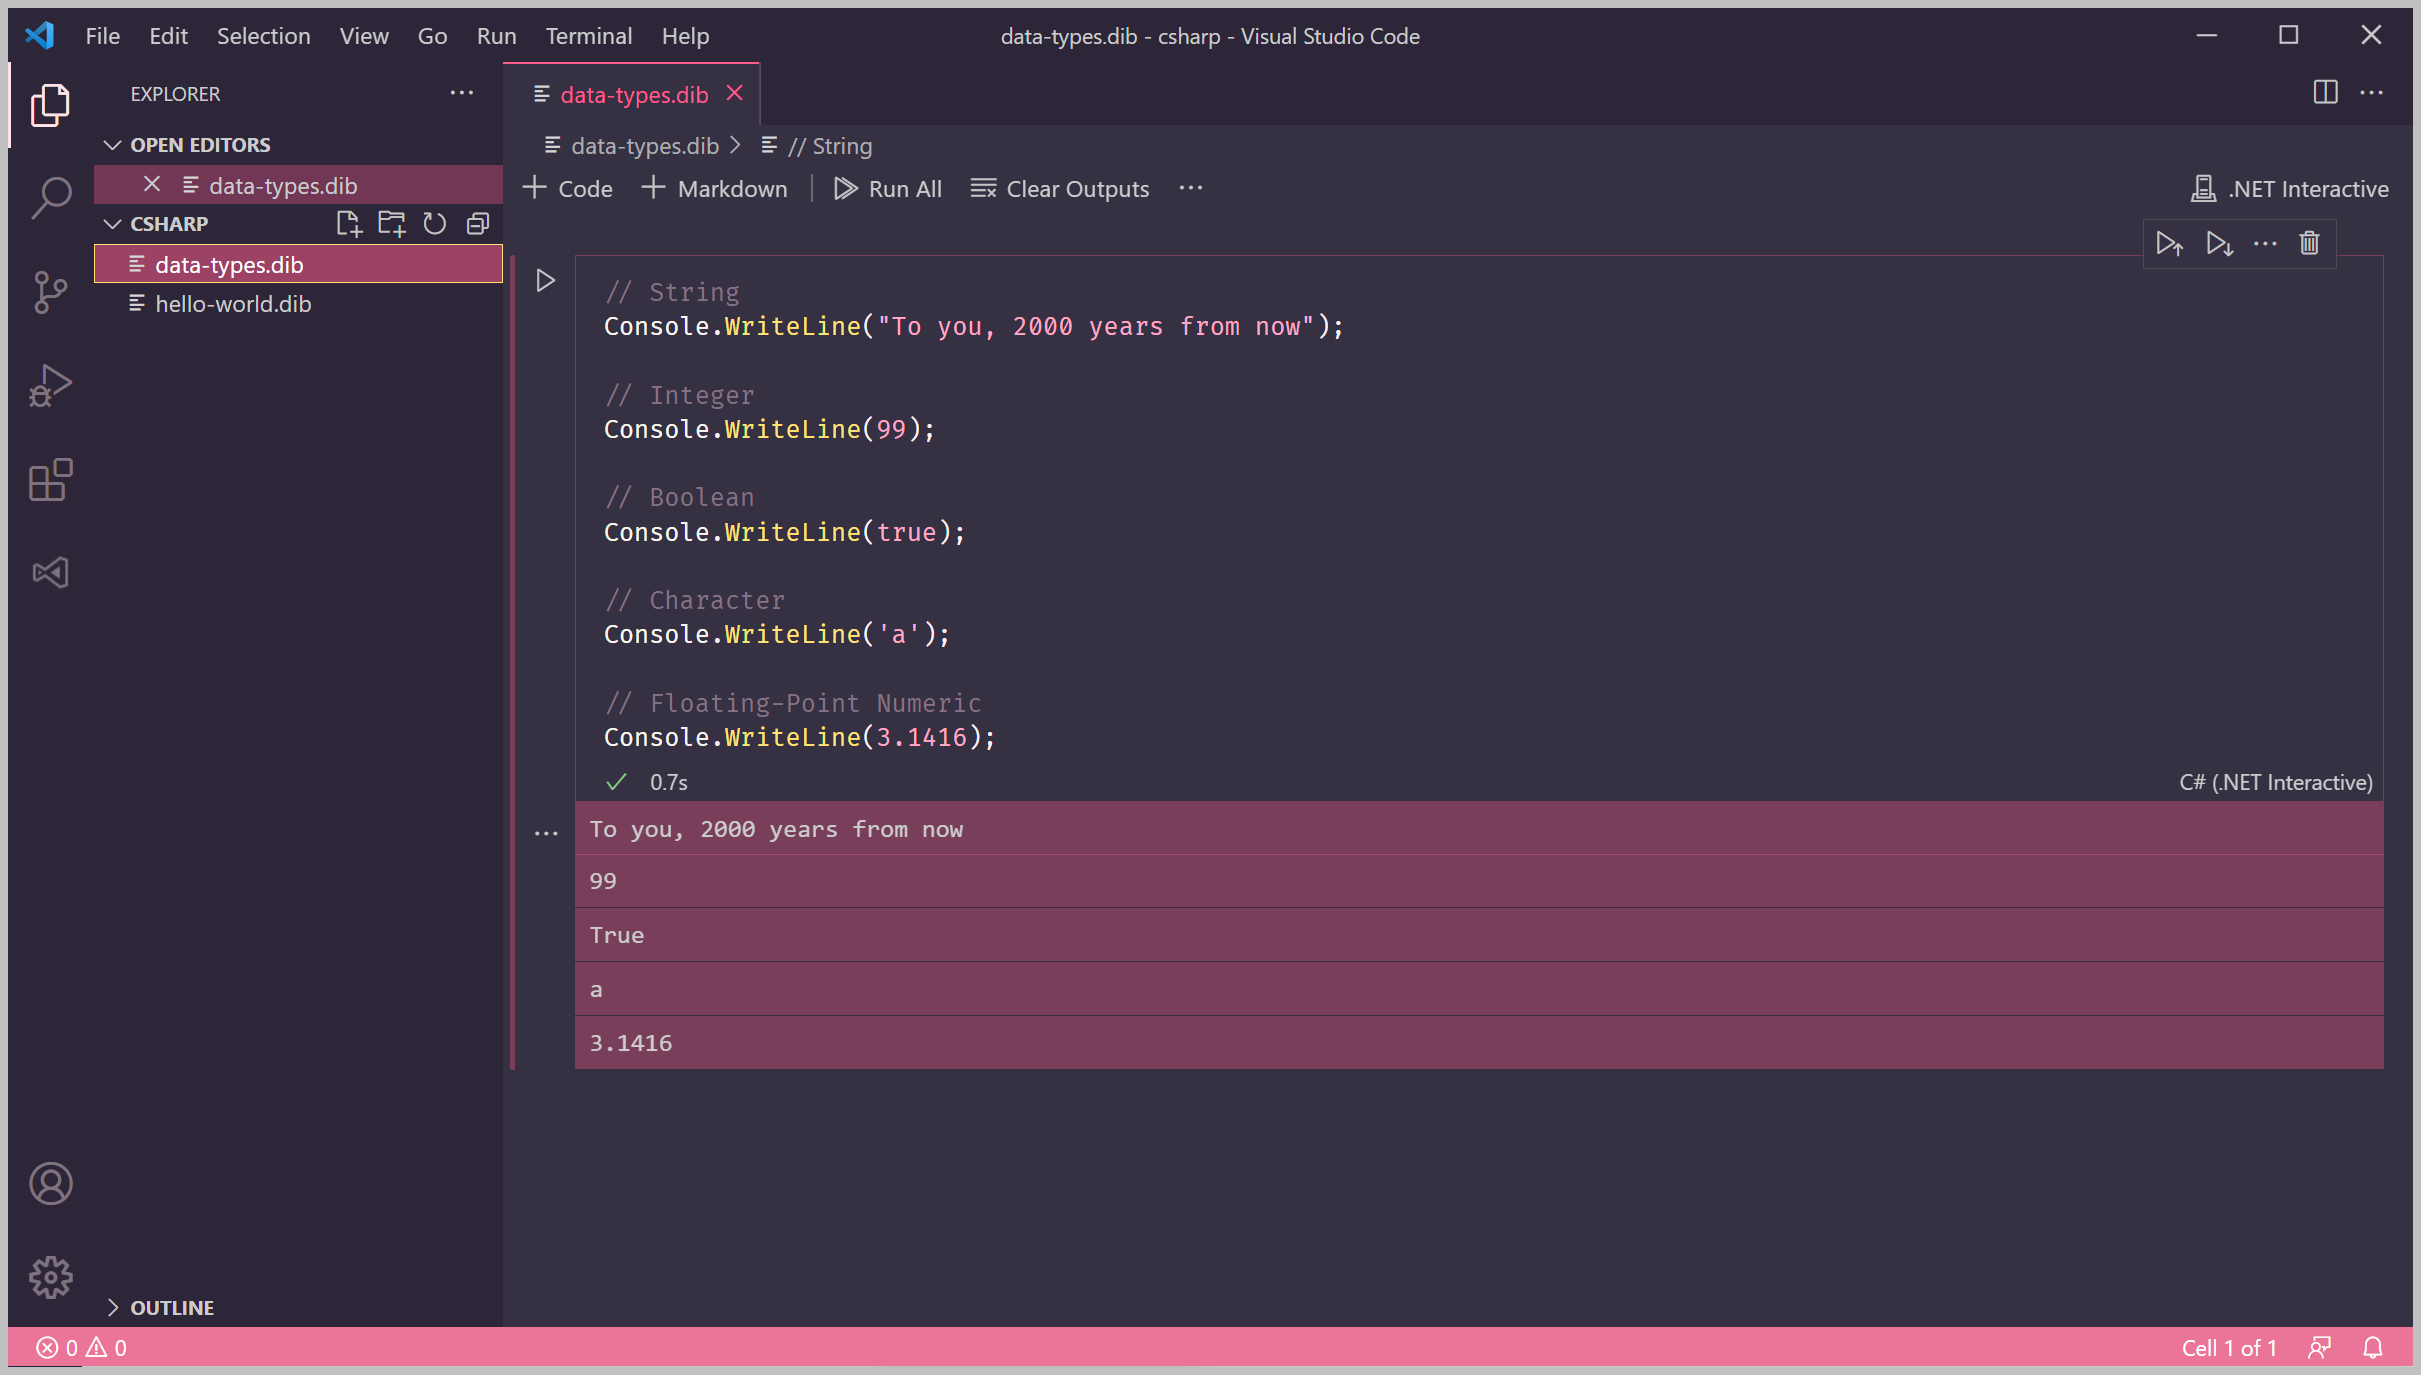 File Edit Selection View Go Run Terminal Help
data-types.dib - csharp - Visual Studio Code
EXPLORER
OPEN EDITORS
data-types.dib
CSHARP
data-types.dib
hello-world.dib
OUTLINE
data-types.dib
data-types.dib > // String
Code Markdown Run All Clear Outputs
.NET Interactive
// String
Console.WriteLine("To you, 2000 years from now");
// Integer
Console.WriteLine(99);
// Boolean
Console.WriteLine(true);
// Character
Console.WriteLine('a');
// Floating-Point Numeric
Console.WriteLine(3.1416);
0.7s
C# (.NET Interactive)
To you, 2000 years from now
99
True
a
3.1416
0 0
Cell 1 of 1